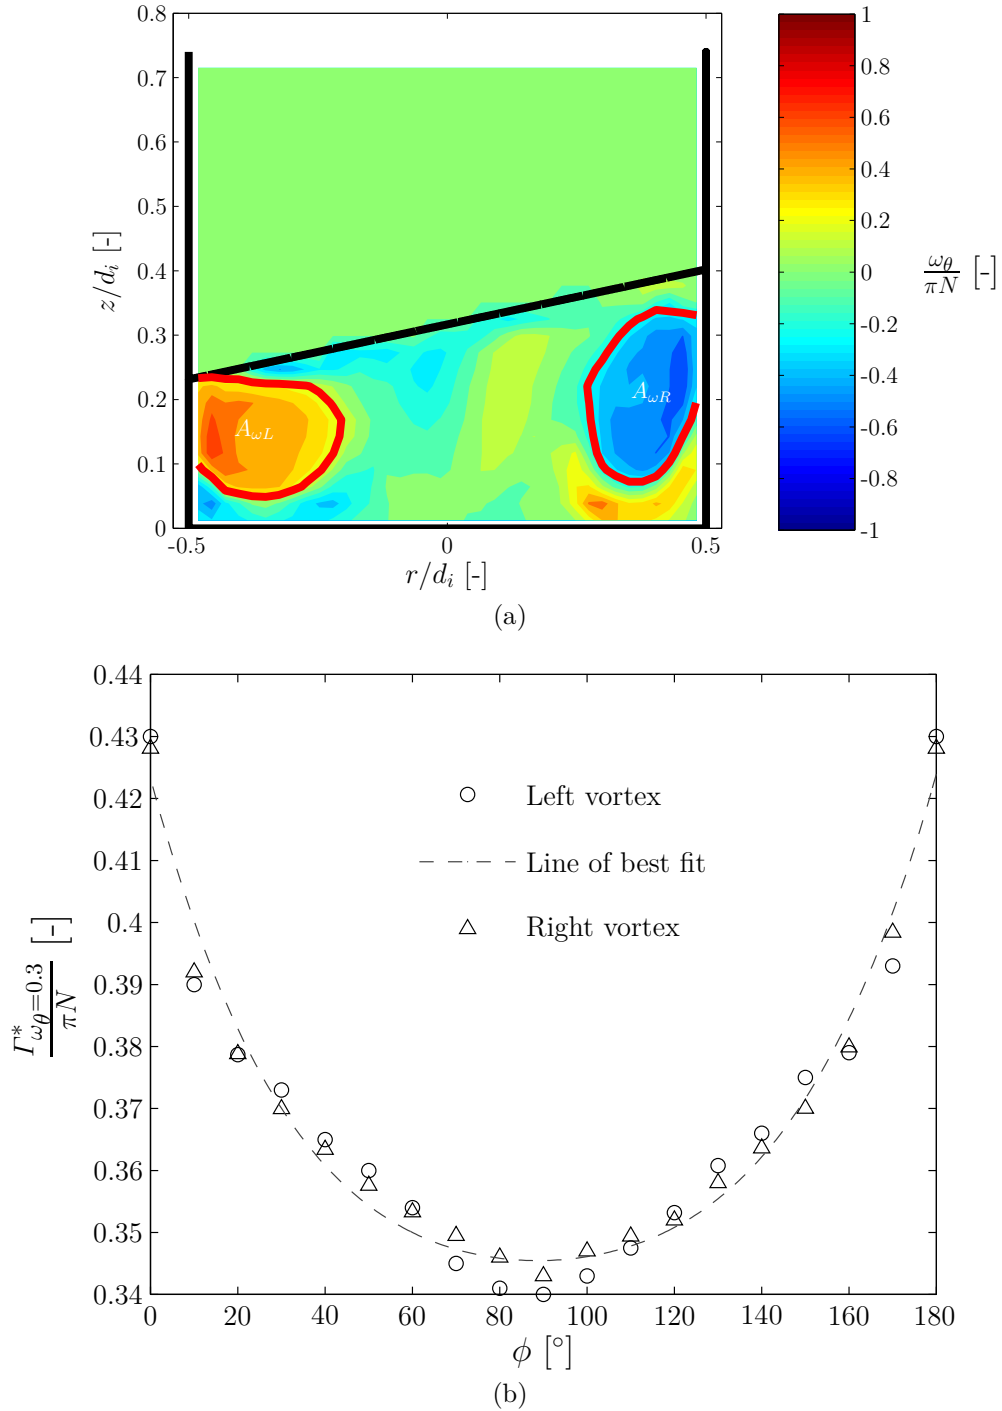 0.8
0.7
0.6
0.5
0.4
0.3
0.2
0.1
0
z/d_i [-]
A_{ωL}
A_{ωR}
-0.5
0
0.5
r/d_i [-]
1
0.8
0.6
0.4
0.2
0
-0.2
-0.4
-0.6
-0.8
-1
ω_θ/πN [-]
(a)
0.44
0.43
0.42
0.41
0.4
0.39
0.38
0.37
0.36
0.35
0.34
Γ*_{ω_θ=0.3}/πN [-]
Left vortex
Line of best fit
Right vortex
0 20 40 60 80 100 120 140 160 180
ϕ [°]
(b)